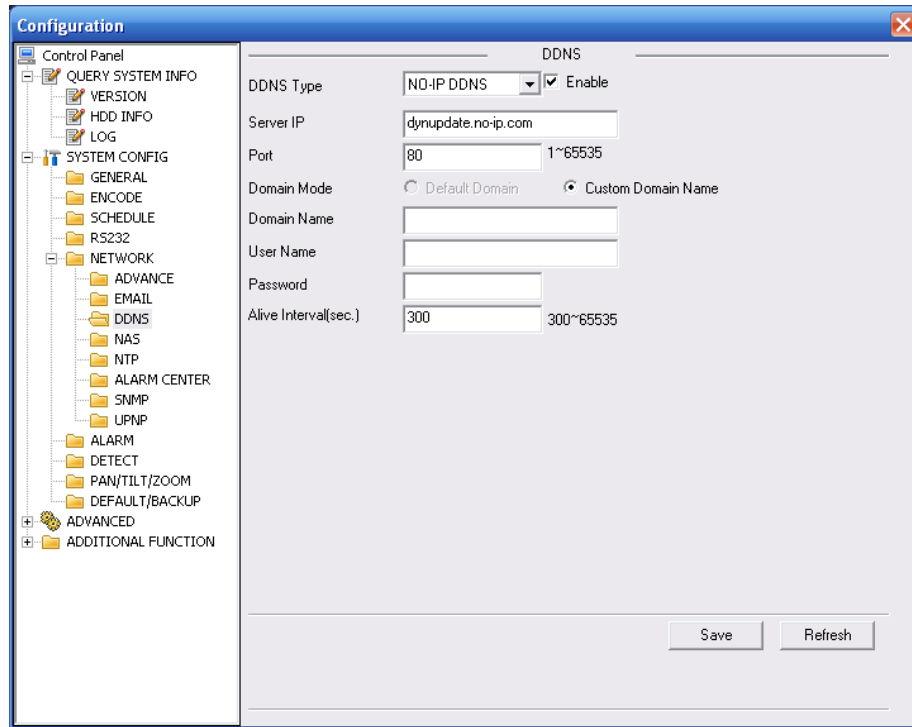 Configuration
Control Panel
QUERY SYSTEM INFO
VERSION
HDD INFO
LOG
SYSTEM CONFIG
GENERAL
ENCODE
SCHEDULE
RS232
NETWORK
ADVANCE
EMAIL
DDNS
NAS
NTP
ALARM CENTER
SNMP
UPNP
ALARM
DETECT
PAN/TILT/ZOOM
DEFAULT/BACKUP
ADVANCED
ADDITIONAL FUNCTION
DDNS
DDNS Type NO-IP DDNS Enable
Server IP dynupdate.no-ip.com
Port 80 1~65535
Domain Mode Default Domain Custom Domain Name
Domain Name
User Name
Password
Alive Interval(sec.) 300 300~65535
Save Refresh